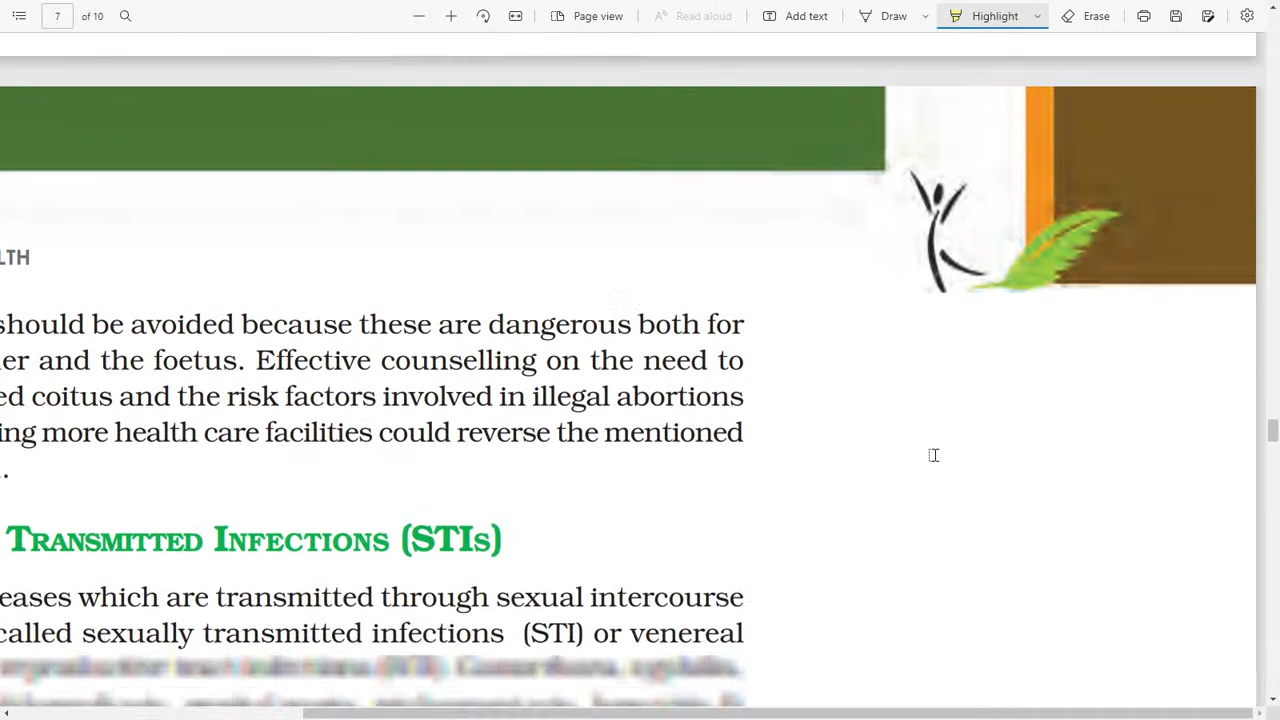 7 of 10 Page view Read aloud Add text Draw Highlight Erase
LTH
should be avoided because these are dangerous both for
er and the foetus. Effective counselling on the need to
ed coitus and the risk factors involved in illegal abortions
ing more health care facilities could reverse the mentioned
.
TRANSMITTED INFECTIONS (STIs)
eases which are transmitted through sexual intercourse
called sexually transmitted infections (STI) or venereal